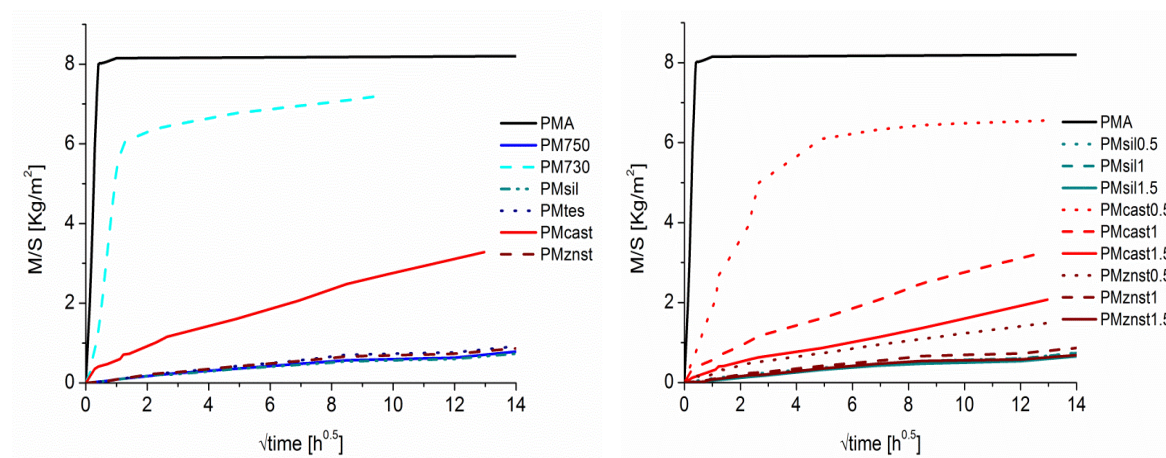 M/S [Kg/m²]
8
6
4
2
0
PMA
PM750
PM730
PMsil
PMtes
PMcast
PMznst
0 2 4 6 8 10 12 14
√time [h⁰·⁵]
M/S [Kg/m²]
8
6
4
2
0
PMA
PMsil0.5
PMsil1
PMsil1.5
PMcast0.5
PMcast1
PMcast1.5
PMznst0.5
PMznst1
PMznst1.5
0 2 4 6 8 10 12 14
√time [h⁰·⁵]